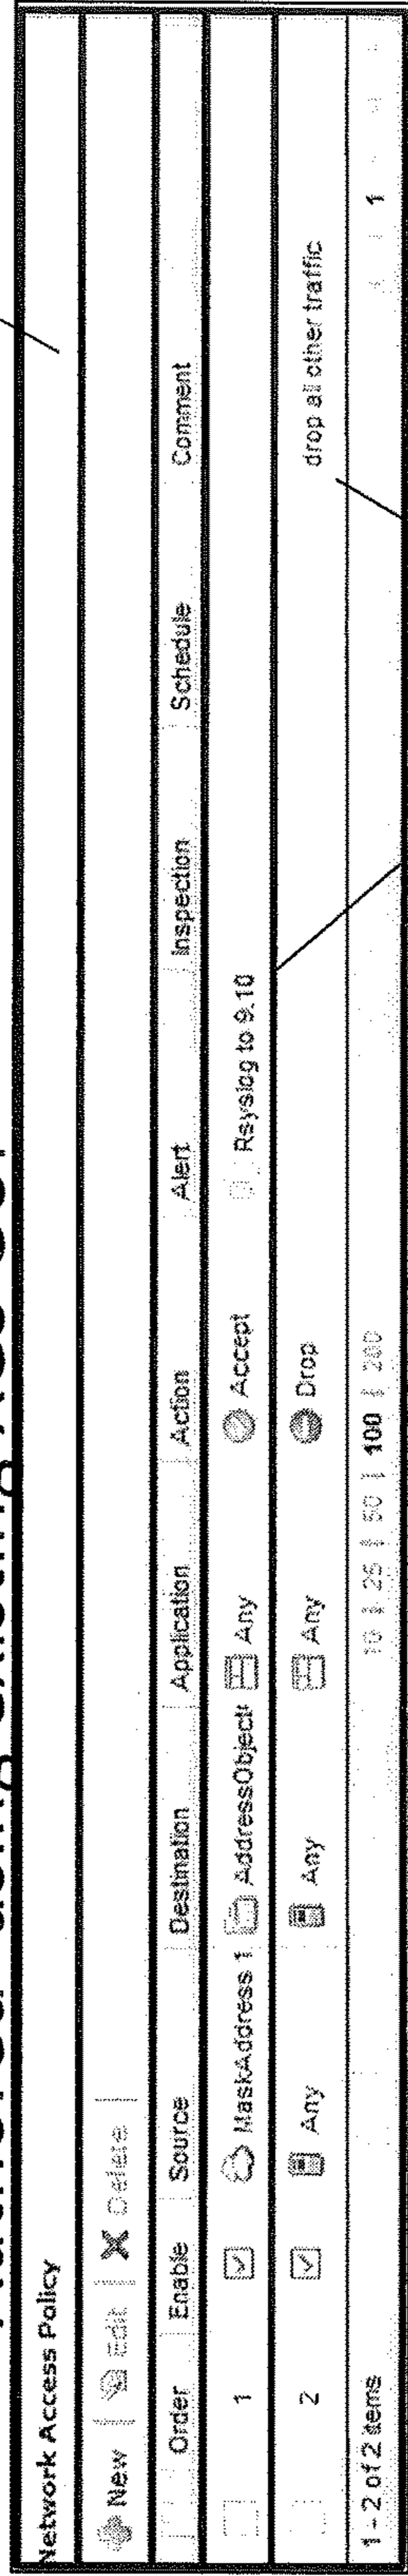 Network Access Policy
New | Edit | Delete |
Order Enable Source Destination Application Action Alert Inspection Schedule Comment
1 MaskAddress 1 AddressObject Any Accept Rsyslog to 9.10
2 Any Any Any Drop drop all other traffic
1 - 2 of 2 items 10 | 25 | 50 | 100 | 200 1